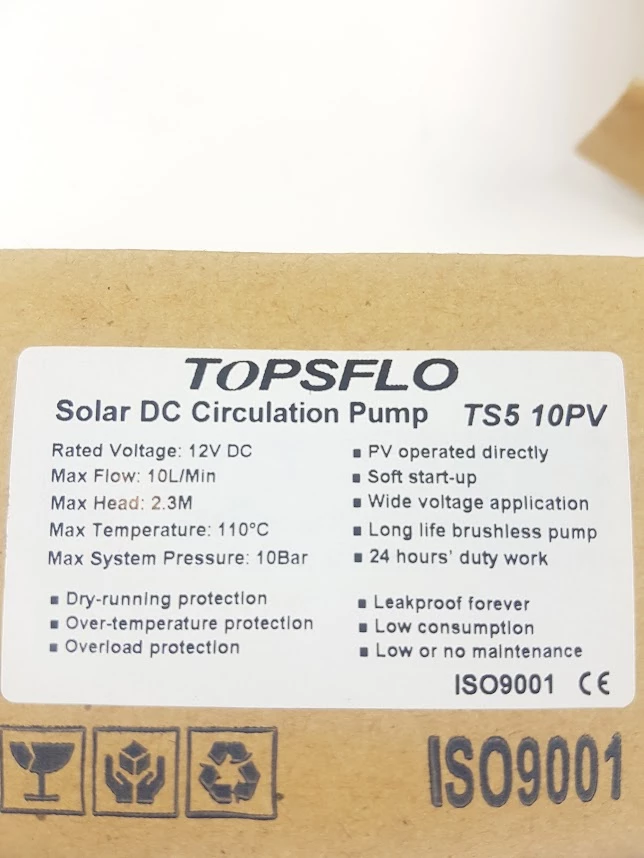 TOPSFLO
Solar DC Circulation Pump TS5 10PV
Rated Voltage: 12V DC
Max Flow: 10L/Min
Max Head: 2.3M
Max Temperature: 110°C
Max System Pressure: 10Bar
▪ PV operated directly
▪ Soft start-up
▪ Wide voltage application
▪ Long life brushless pump
▪ 24 hours' duty work
▪ Dry-running protection
▪ Over-temperature protection
▪ Overload protection
▪ Leakproof forever
▪ Low consumption
▪ Low or no maintenance
ISO9001 CE
ISO9001